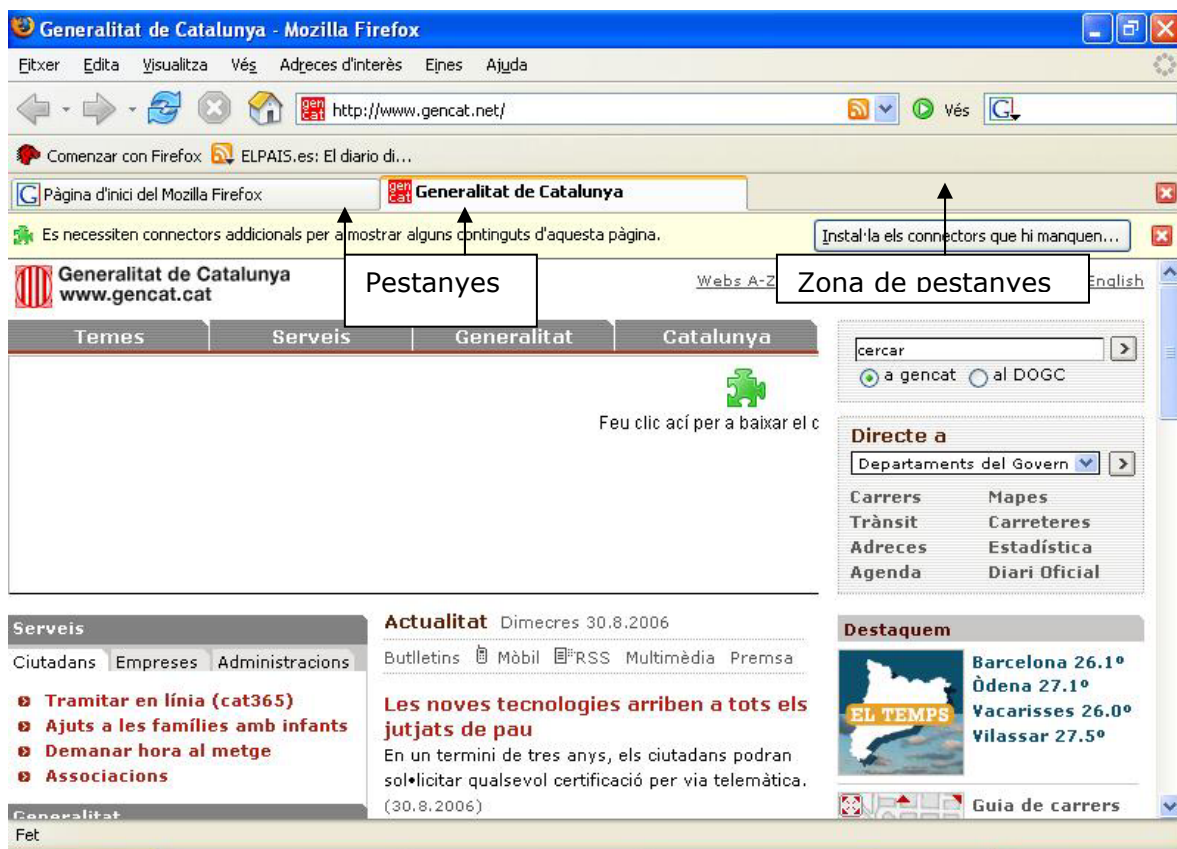 Generalitat de Catalunya - Mozilla Firefox
Fitxer Edita Visualitza Vés Adreces d'interès Eines Ajuda
http://www.gencat.net/ Vés
Comenzar con Firefox ELPAIS.es: El diario di...
Pàgina d'inici del Mozilla Firefox gen cat Generalitat de Catalunya
Es necessiten connectors addicionals per a mostrar alguns continguts d'aquesta pàgina. Instal·la els connectors que hi manquen...
Generalitat de Catalunya
www.gencat.cat
Pestanyes
Webs A-Z
Zona de pestanyes
English
Temes Serveis Generalitat Catalunya
cercar
a gencat al DOGC
Feu clic ací per a baixar el c
Directe a
Departaments del Govern
Carrers Mapes
Trànsit Carreteres
Adreces Estadística
Agenda Diari Oficial
Serveis
Ciutadans Empreses Administracions
Tramitar en línia (cat365)
Ajuts a les famílies amb infants
Demanar hora al metge
Associacions
Generalitat
Actualitat Dimecres 30.8.2006
Butlletins Mòbil RSS Multimèdia Premsa
Les noves tecnologies arriben a tots els
jutjats de pau
En un termini de tres anys, els ciutadans podran
sol•licitar qualsevol certificació per via telemàtica.
(30.8.2006)
Destaquem
EL TEMPS
Barcelona 26.1º
Òdena 27.1º
Vacarisses 26.0º
Vilassar 27.5º
Guia de carrers
Fet